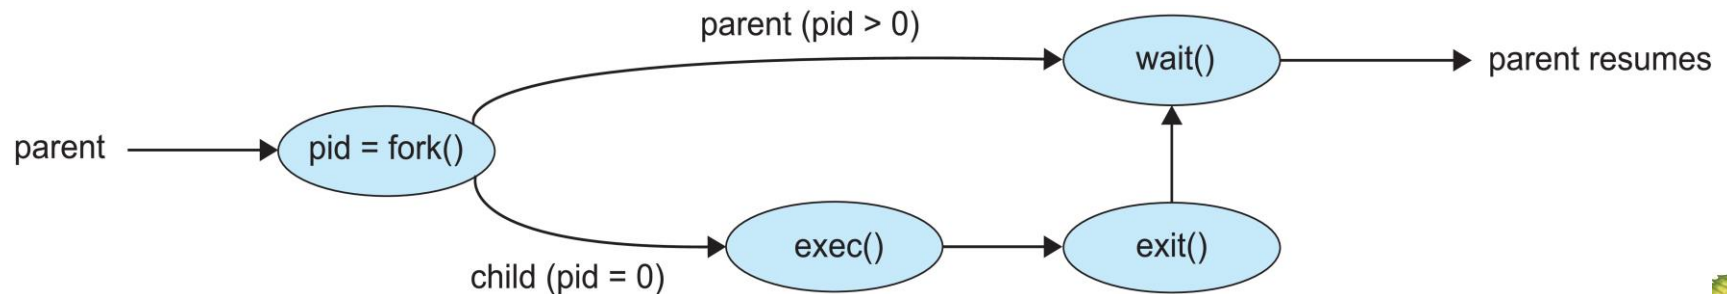 parent (pid > 0)
wait()
parent resumes
parent
pid = fork()
exec()
exit()
child (pid = 0)